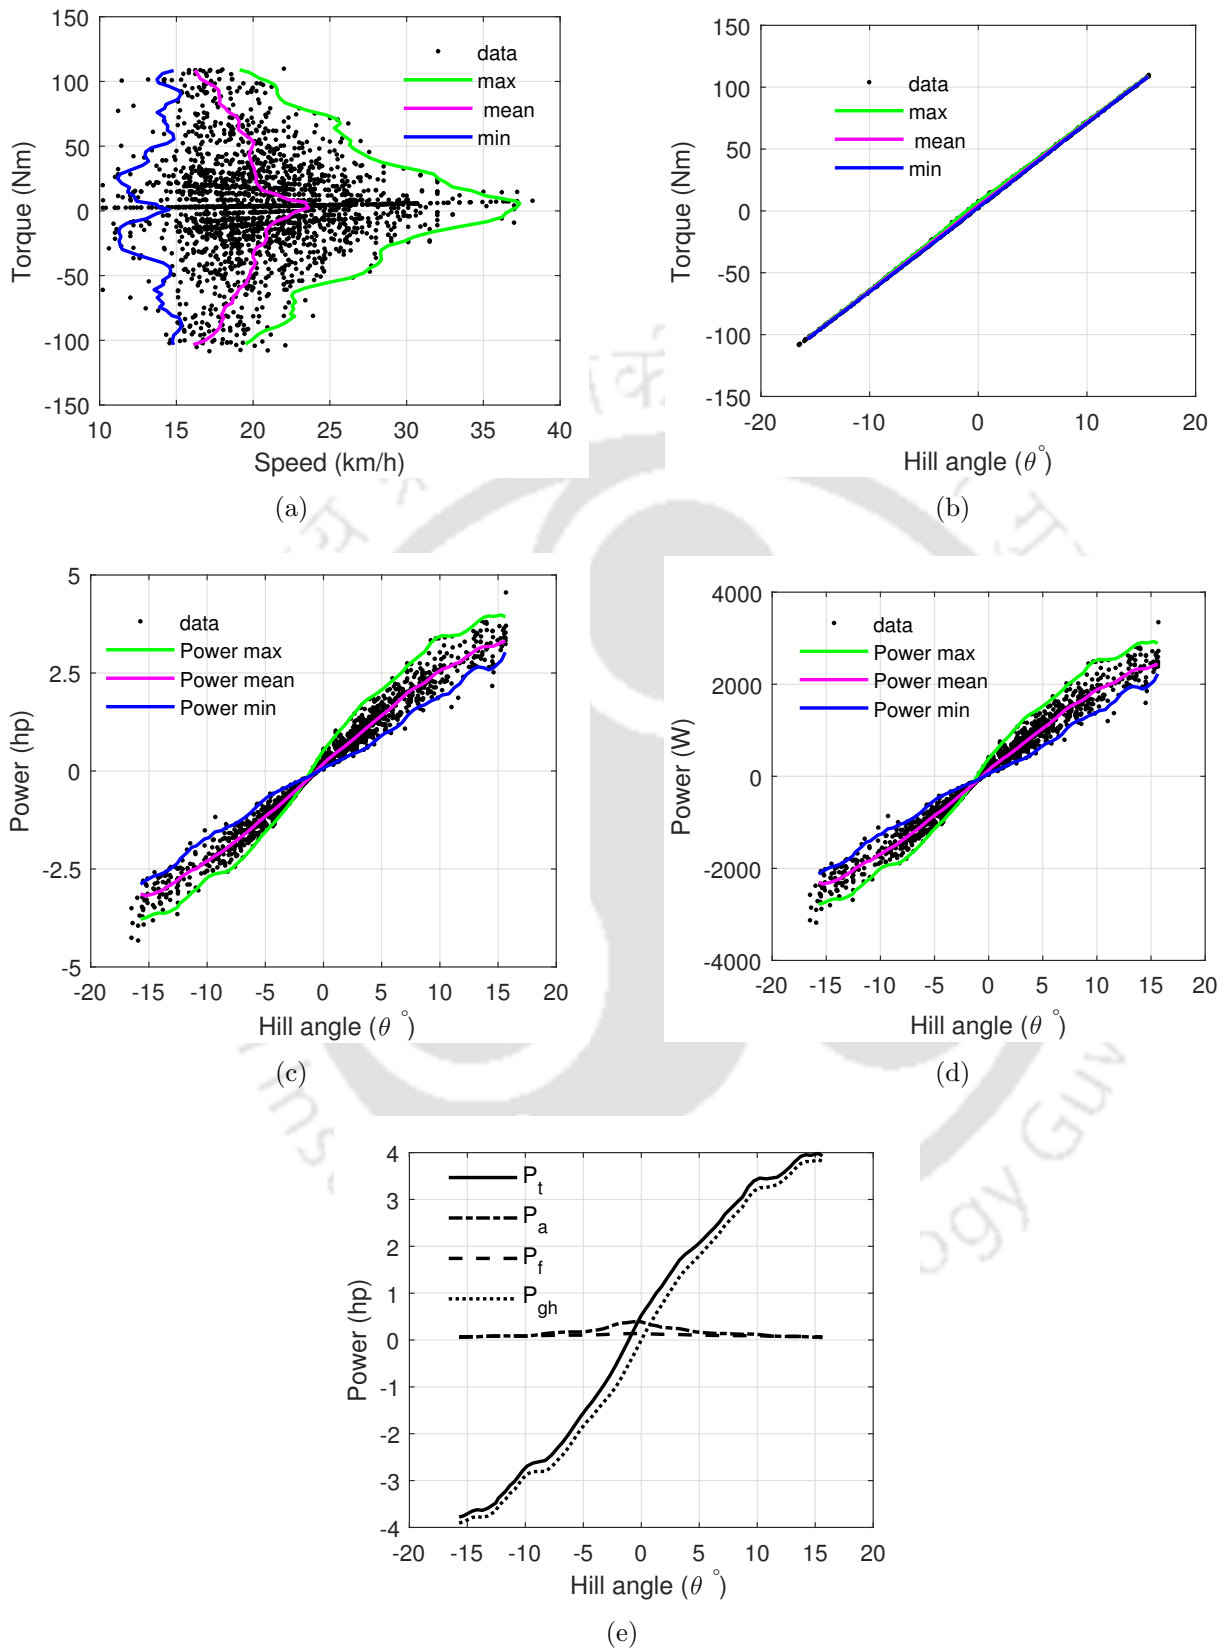 150
100
50
0
-50
-100
-150
10 15 20 25 30 35 40
Torque (Nm)
Speed (km/h)
data
max
mean
min
(a)
150
100
50
0
-50
-100
-150
-20 -10 0 10 20
Torque (Nm)
Hill angle (θ°)
data
max
mean
min
(b)
5
2.5
0
-2.5
-5
-20 -15 -10 -5 0 5 10 15 20
Power (hp)
Hill angle (θ °)
data
Power max
Power mean
Power min
(c)
4000
2000
0
-2000
-4000
-20 -15 -10 -5 0 5 10 15 20
Power (W)
Hill angle (θ °)
data
Power max
Power mean
Power min
(d)
4
3
2
1
0
-1
-2
-3
-4
-20 -15 -10 -5 0 5 10 15 20
Power (hp)
Hill angle (θ °)
P_t
P_a
P_f
P_gh
(e)